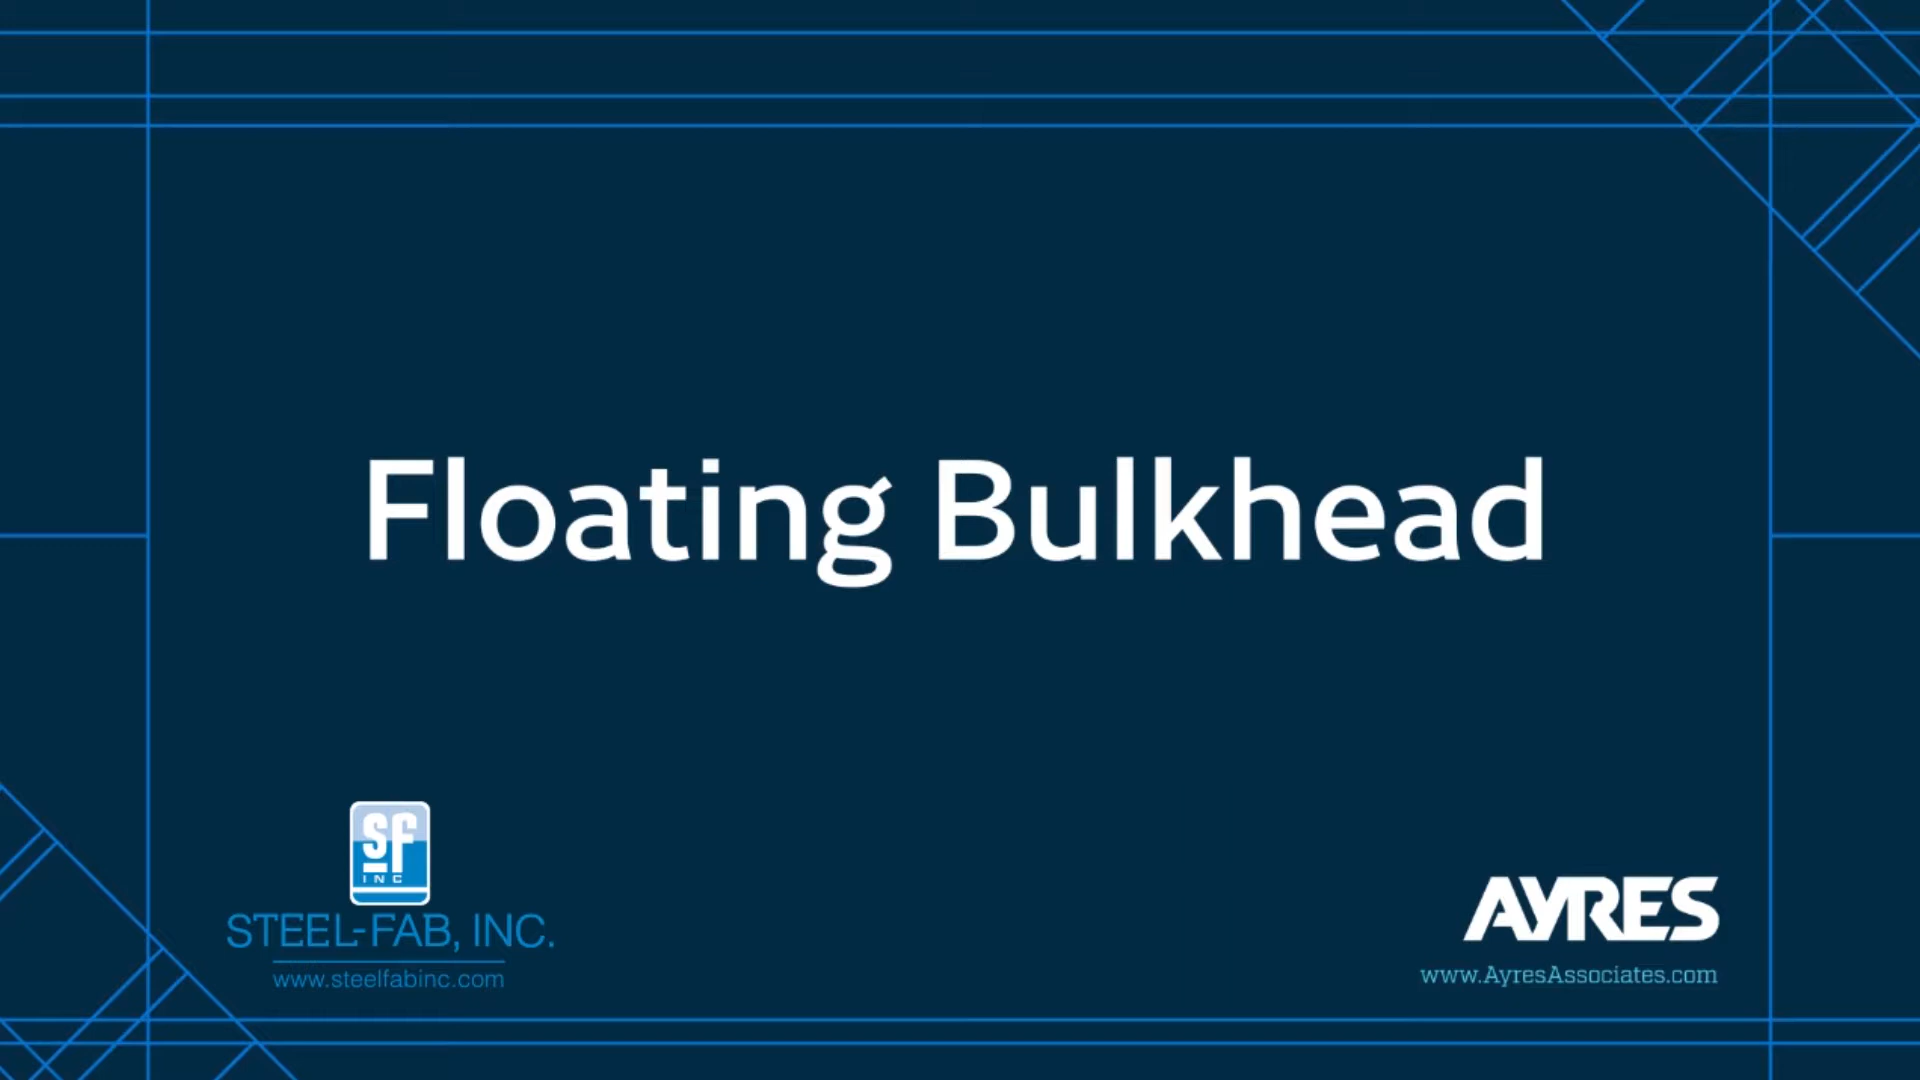 Floating Bulkhead
SF
INC
STEEL-FAB, INC.
www.steelfabinc.com
AYRES
www.AyresAssociates.com